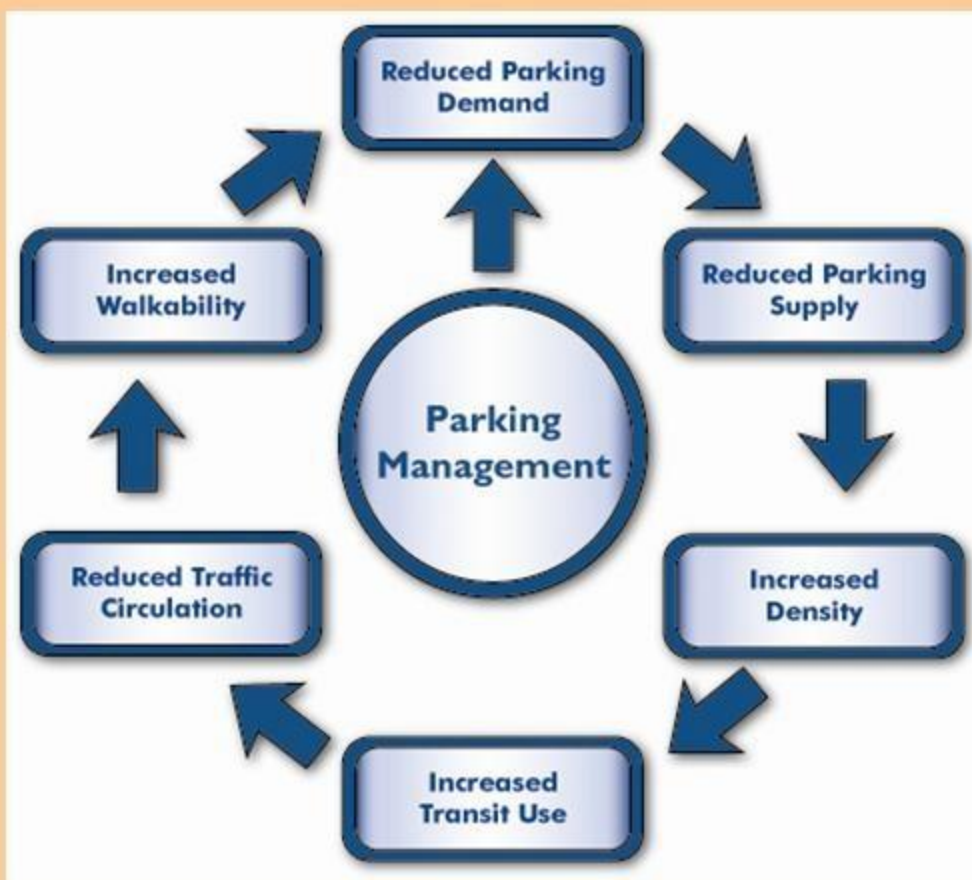 Reduced Parking
Demand
Reduced Parking
Supply
Increased
Density
Increased
Transit Use
Reduced Traffic
Circulation
Increased
Walkability
Parking
Management